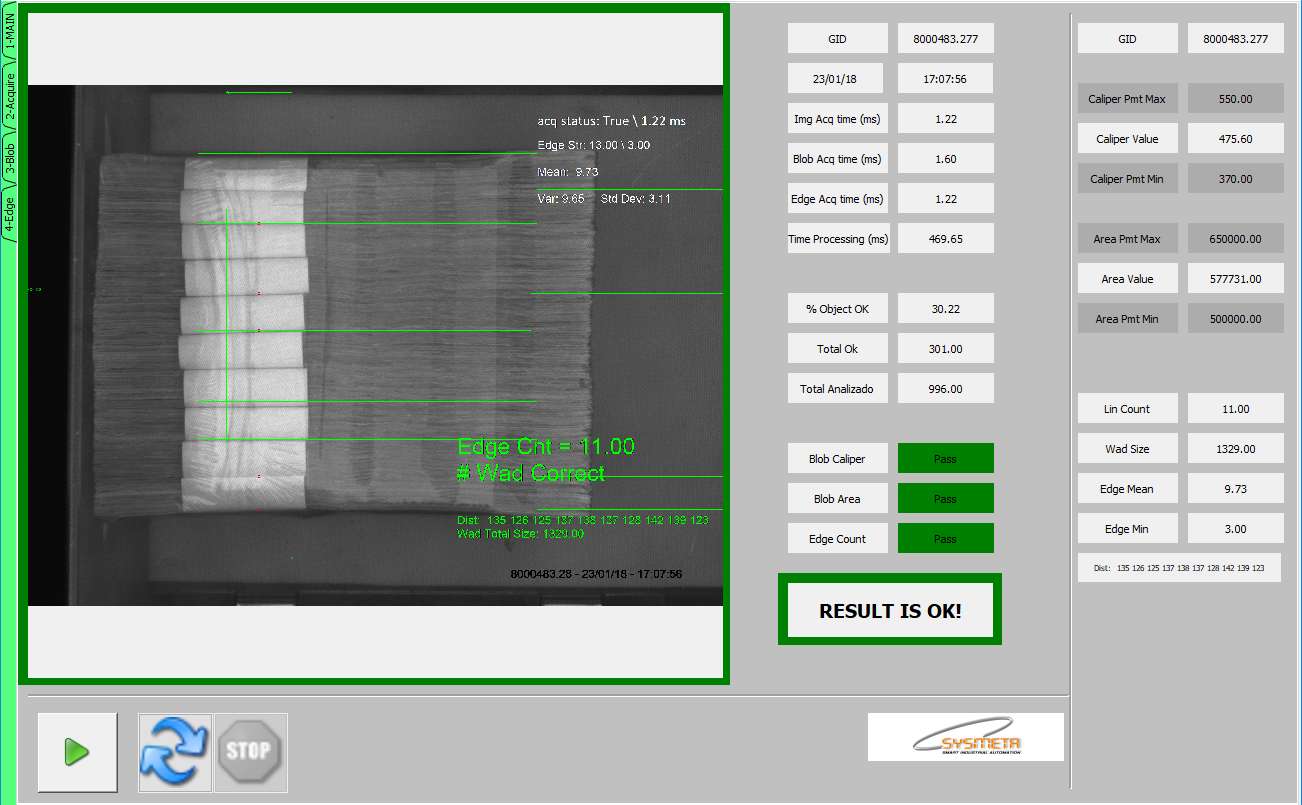 1-MAIN
2-Acquire
3-Blob
4-Edge
acq status: True \ 1.22 ms
Edge Str: 13.00 \ 3.00
Mean: 9.73
Var: 9.65 Std Dev: 3.11
Edge Cnt = 11.00
# Wad Correct
Dist: 135 126 125 137 138 137 128 142 139 123
Wad Total Size: 1329.00
8000483.28 - 23/01/18 - 17:07:56
GID 8000483.277
23/01/18 17:07:56
Img Acq time (ms) 1.22
Blob Acq time (ms) 1.60
Edge Acq time (ms) 1.22
Time Processing (ms) 469.65
% Object OK 30.22
Total Ok 301.00
Total Analizado 996.00
Blob Caliper Pass
Blob Area Pass
Edge Count Pass
RESULT IS OK!
GID 8000483.277
Caliper Pmt Max 550.00
Caliper Value 475.60
Caliper Pmt Min 370.00
Area Pmt Max 650000.00
Area Value 577731.00
Area Pmt Min 500000.00
Lin Count 11.00
Wad Size 1329.00
Edge Mean 9.73
Edge Min 3.00
Dist: 135 126 125 137 138 137 128 142 139 123
STOP
SYSMETA
SMART INDUSTRIAL AUTOMATION